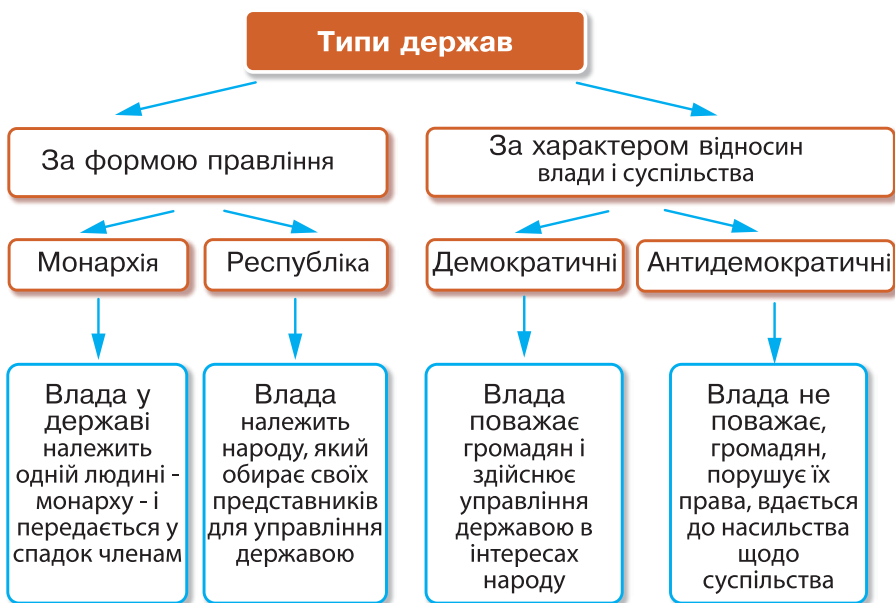 Типи держав
За формою правління
За характером відносин
влади і суспільства
Монархія
Республіка
Демократичні
Антидемократичні
Влада у
державі
належить
одній людині -
монарху - і
передається у
спадок членам
Влада
належить
народу, який
обирає своїх
представників
для управління
державою
Влада
поважає
громадян і
здійснює
управління
державою в
інтересах
народу
Влада не
поважає,
громадян,
порушує їх
права, вдається
до насильства
щодо
суспільства